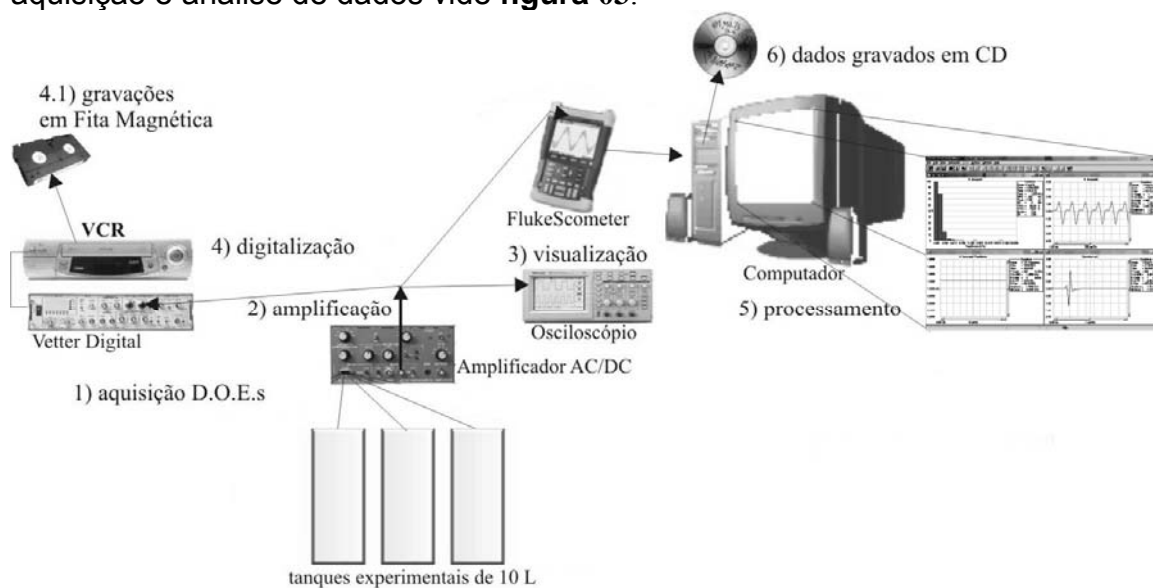 aquisição e análise de dados vide figura 03.
6) dados gravados em CD
4.1) gravações
em Fita Magnética
VCR
FlukeScometer
4) digitalização
3) visualização
Computador
2) amplificação
5) processamento
Vetter Digital
Osciloscópio
Amplificador AC/DC
1) aquisição D.O.E.s
tanques experimentais de 10 L